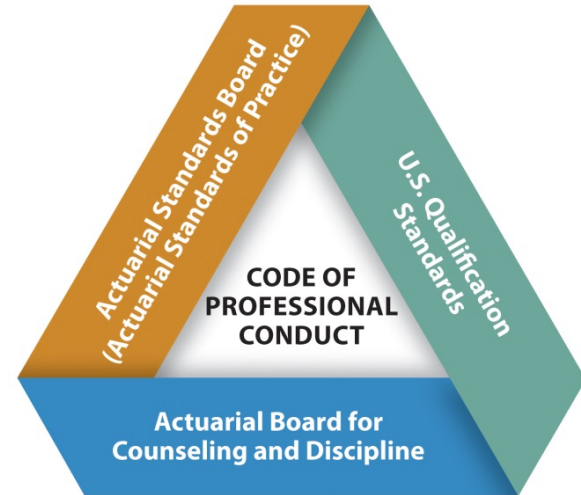 Actuarial Standards Board
(Actuarial Standards of Practice)
U.S. Qualification
Standards
CODE OF
PROFESSIONAL
CONDUCT
Actuarial Board for
Counseling and Discipline